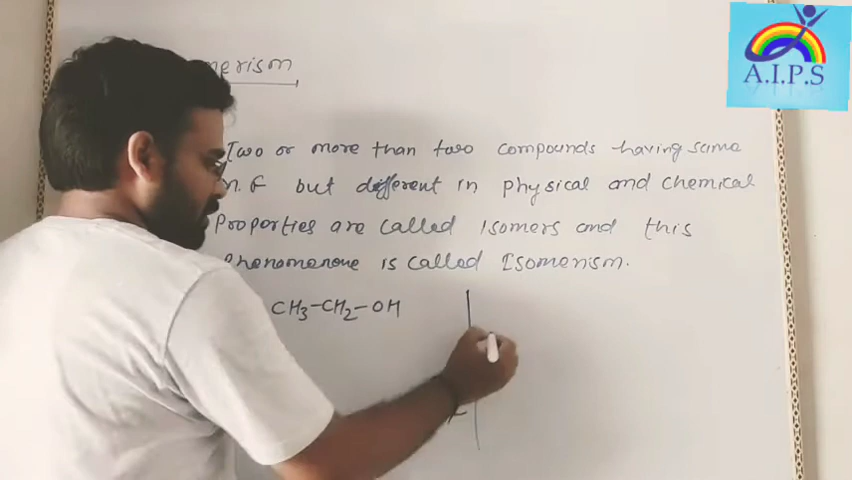 A.I.P.S
merism
Two or more than two compounds having same
M.F but different in physical and chemical
Properties are called Isomers and this
phenomenone is called Isomerism.
CH3-CH2-OH